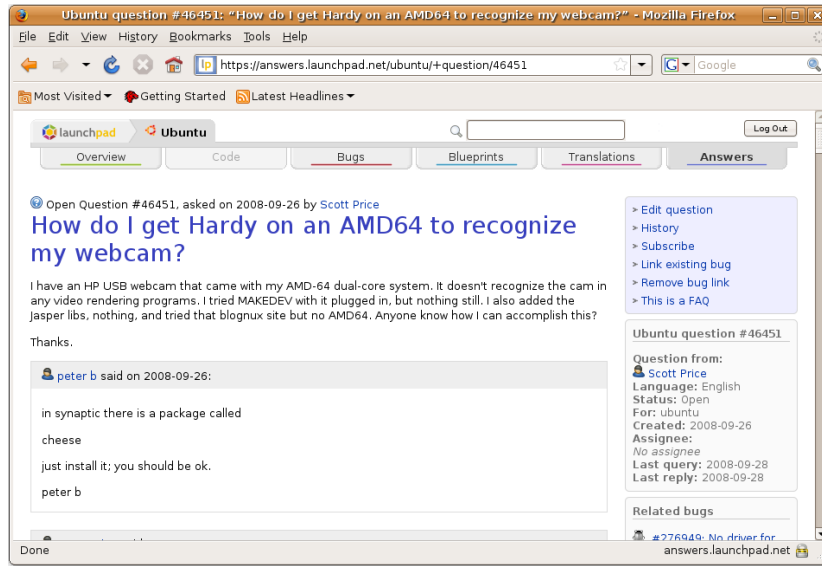 Ubuntu question #46451: “How do I get Hardy on an AMD64 to recognize my webcam?” - Mozilla Firefox
File Edit View History Bookmarks Tools Help
lp https://answers.launchpad.net/ubuntu/+question/46451 G Google
Most Visited Getting Started Latest Headlines
launchpad Ubuntu Log Out
Overview Code Bugs Blueprints Translations Answers
Open Question #46451, asked on 2008-09-26 by Scott Price
How do I get Hardy on an AMD64 to recognize
my webcam?
I have an HP USB webcam that came with my AMD-64 dual-core system. It doesn't recognize the cam in
any video rendering programs. I tried MAKEDEV with it plugged in, but nothing still. I also added the
Jasper libs, nothing, and tried that blognux site but no AMD64. Anyone know how I can accomplish this?
Thanks.
peter b said on 2008-09-26:
in synaptic there is a package called
cheese
just install it; you should be ok.
peter b
Edit question
History
Subscribe
Link existing bug
Remove bug link
This is a FAQ
Ubuntu question #46451
Question from:
Scott Price
Language: English
Status: Open
For: ubuntu
Created: 2008-09-26
Assignee:
No assignee
Last query: 2008-09-28
Last reply: 2008-09-28
Related bugs
#276949: No driver for
Done answers.launchpad.net